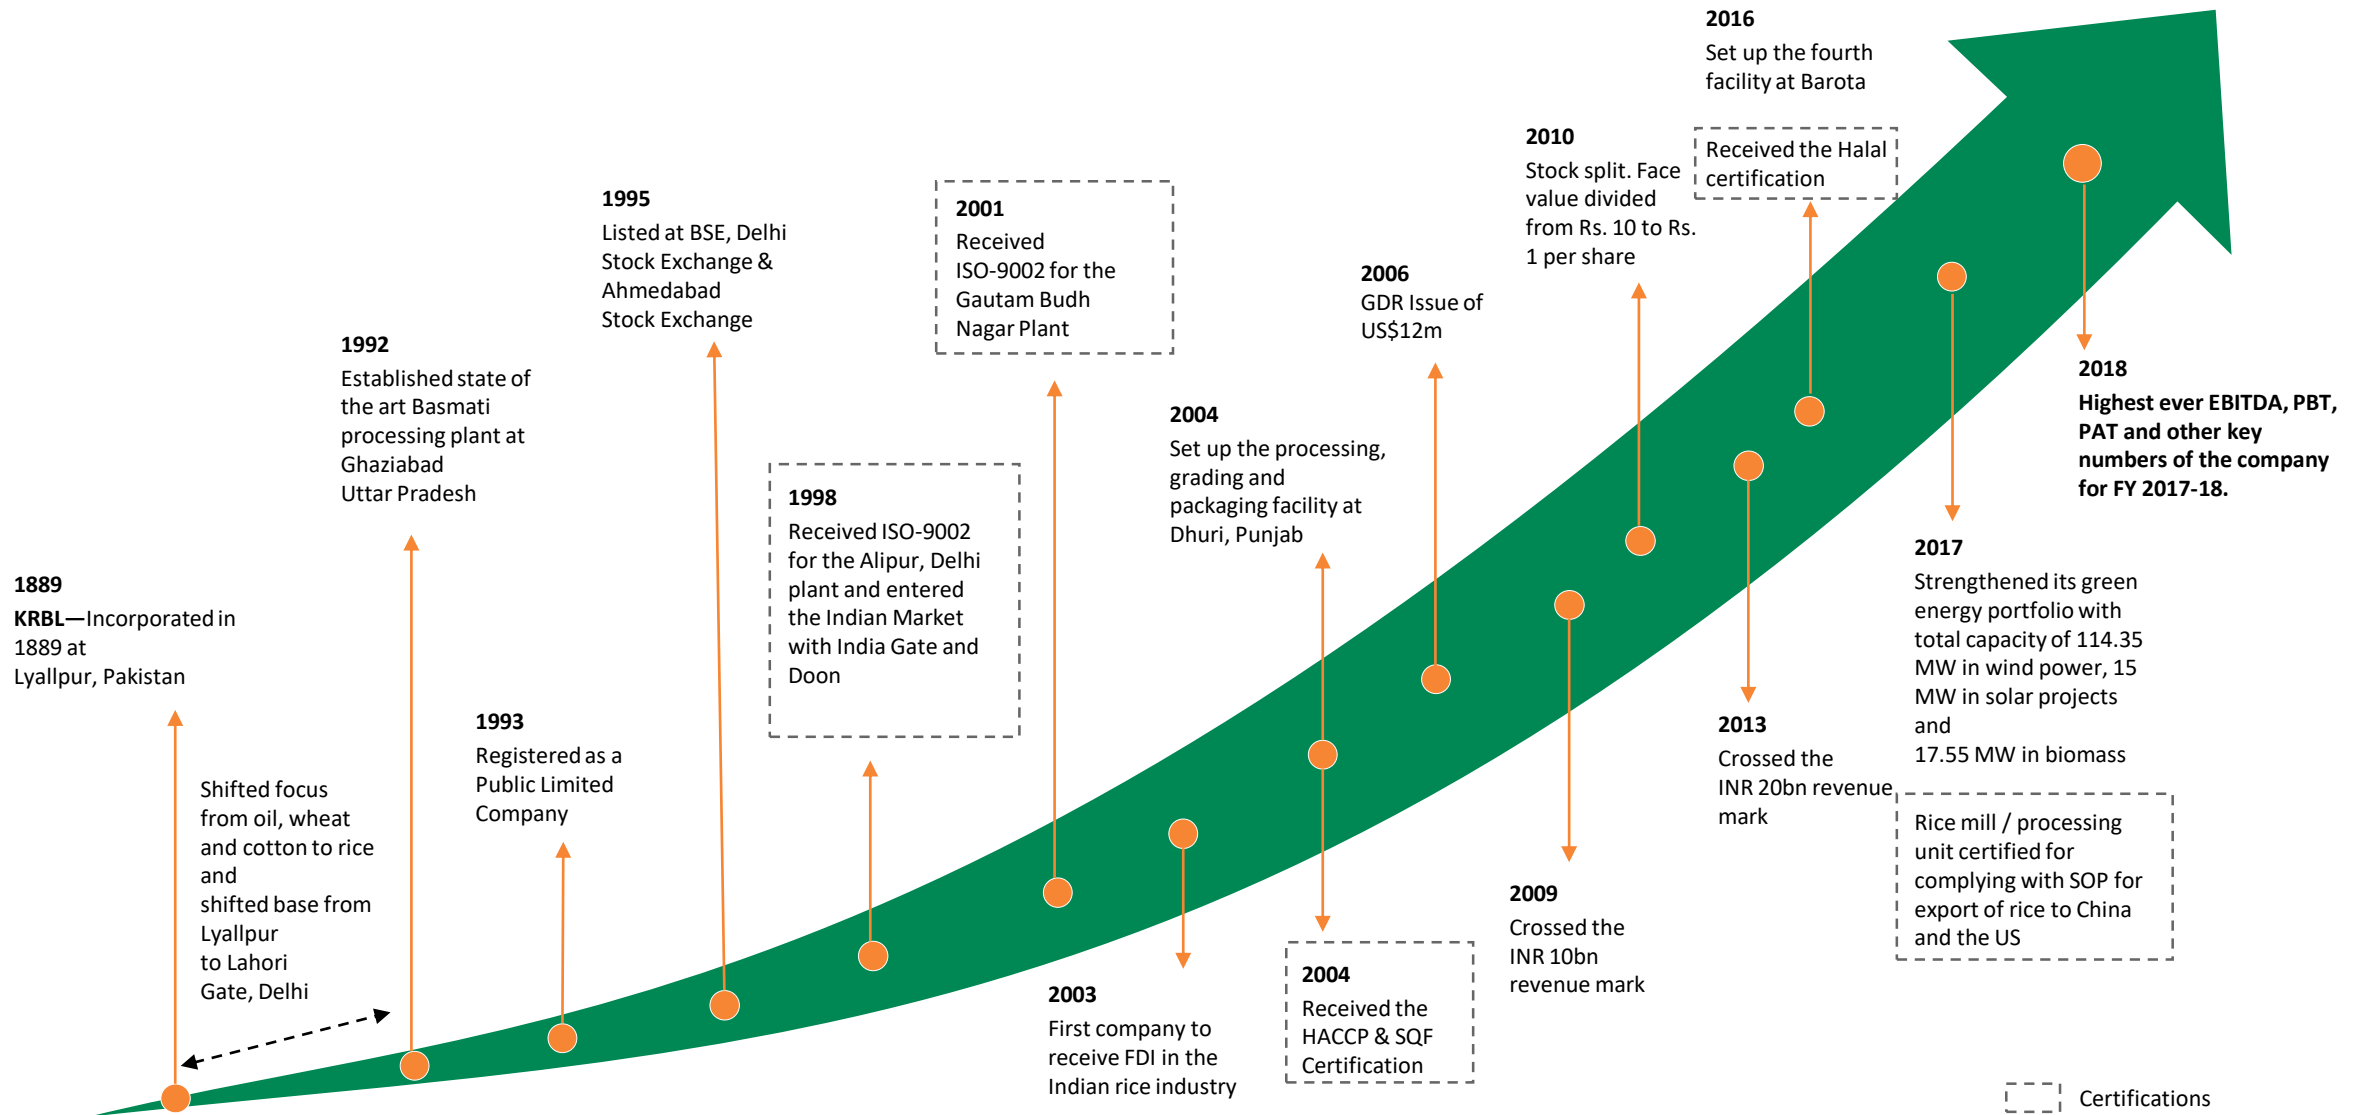 1889
KRBL—Incorporated in
1889 at
Lyallpur, Pakistan
Shifted focus
from oil, wheat
and cotton to rice
and
shifted base from
Lyallpur
to Lahori
Gate, Delhi
1992
Established state of
the art Basmati
processing plant at
Ghaziabad
Uttar Pradesh
1993
Registered as a
Public Limited
Company
1995
Listed at BSE, Delhi
Stock Exchange &
Ahmedabad
Stock Exchange
1998
Received ISO-9002
for the Alipur, Delhi
plant and entered
the Indian Market
with India Gate and
Doon
2001
Received
ISO-9002 for the
Gautam Budh
Nagar Plant
2003
First company to
receive FDI in the
Indian rice industry
2004
Set up the processing,
grading and
packaging facility at
Dhuri, Punjab
2004
Received the
HACCP & SQF
Certification
2006
GDR Issue of
US$12m
2009
Crossed the
INR 10bn
revenue mark
2010
Stock split. Face
value divided
from Rs. 10 to Rs.
1 per share
2013
Crossed the
INR 20bn revenue
mark
2016
Set up the fourth
facility at Barota
Received the Halal
certification
2017
Strengthened its green
energy portfolio with
total capacity of 114.35
MW in wind power, 15
MW in solar projects
and
17.55 MW in biomass
Rice mill / processing
unit certified for
complying with SOP for
export of rice to China
and the US
2018
Highest ever EBITDA, PBT,
PAT and other key
numbers of the company
for FY 2017-18.
Certifications